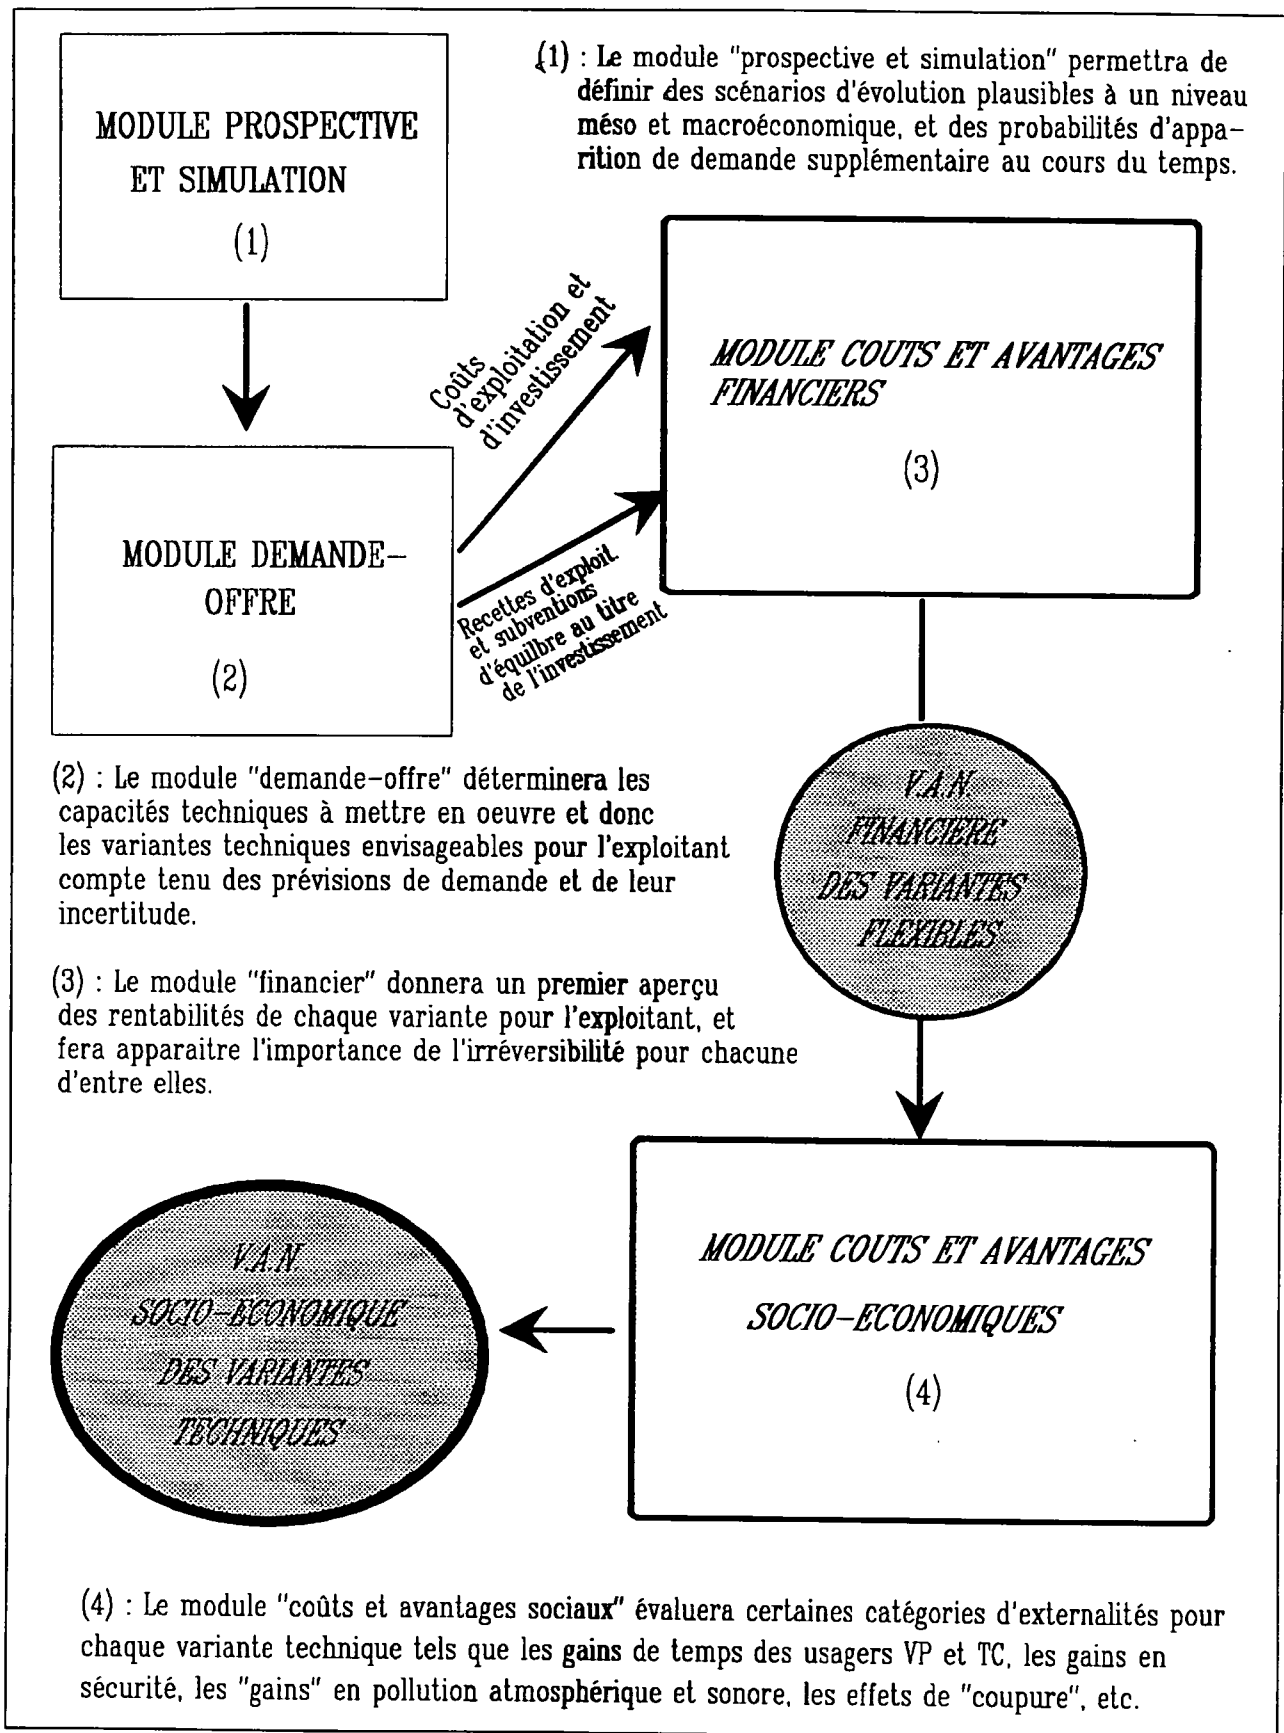 MODULE PROSPECTIVE
ET SIMULATION
(1)
(1) : Le module "prospective et simulation" permettra de
définir des scénarios d'évolution plausibles à un niveau
méso et macroéconomique, et des probabilités d'appa-
rition de demande supplémentaire au cours du temps.
Coûts
d'exploitation et
d'investissement
MODULE COUTS ET AVANTAGES
FINANCIERS
(3)
MODULE DEMANDE-
OFFRE
(2)
Recettes d'exploit.
et subventions
d'équilbre au titre
de l'investissement
(2) : Le module "demande-offre" déterminera les
capacités techniques à mettre en oeuvre et donc
les variantes techniques envisageables pour l'exploitant
compte tenu des prévisions de demande et de leur
incertitude.
V.A.N.
FINANCIERE
DES VARIANTES
FLEXIBLES
(3) : Le module "financier" donnera un premier aperçu
des rentabilités de chaque variante pour l'exploitant, et
fera apparaitre l'importance de l'irréversibilité pour chacune
d'entre elles.
MODULE COUTS ET AVANTAGES
SOCIO-ECONOMIQUES
(4)
V.A.N.
SOCIO-ECONOMIQUE
DES VARIANTES
TECHNIQUES
(4) : Le module "coûts et avantages sociaux" évaluera certaines catégories d'externalités pour
chaque variante technique tels que les gains de temps des usagers VP et TC, les gains en
sécurité, les "gains" en pollution atmosphérique et sonore, les effets de "coupure", etc.